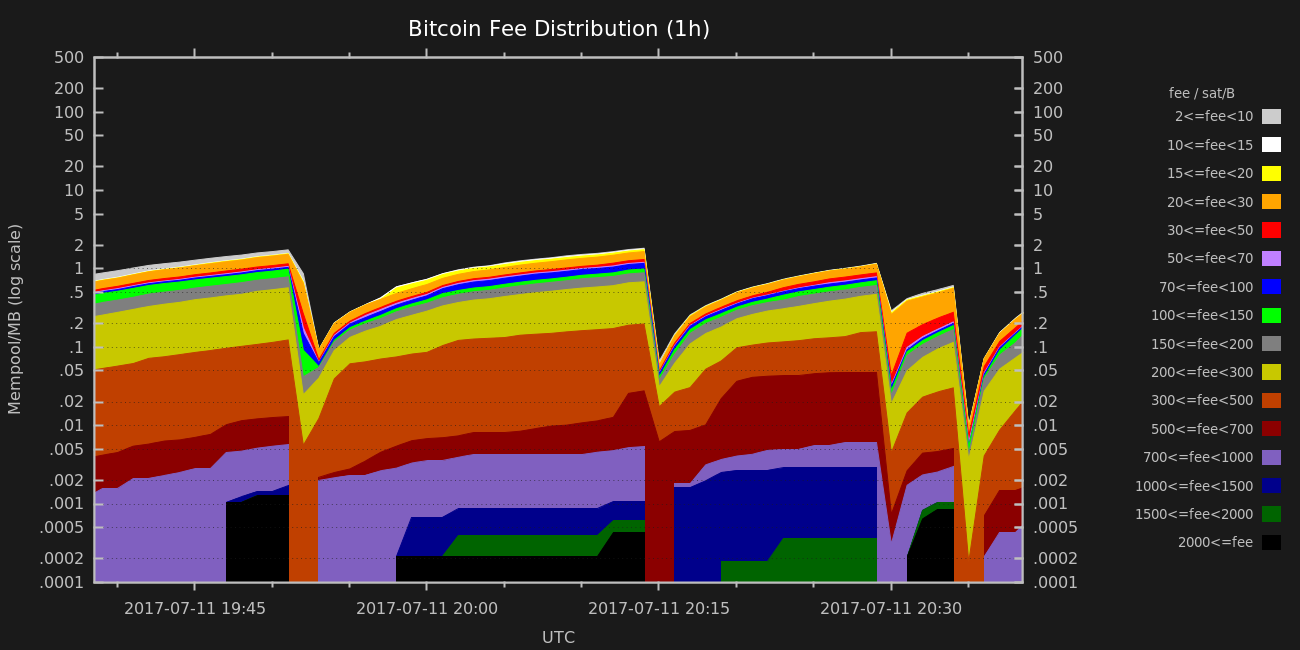 Bitcoin Fee Distribution (1h)
500 500
200 200
100 100
50 50
20 20
10 10
5 5
2 2
1 1
.5 .5
.2 .2
.1 .1
.05 .05
.02 .02
.01 .01
.005 .005
.002 .002
.001 .001
.0005 .0005
.0002 .0002
.0001 .0001
Mempool/MB (log scale)
2017-07-11 19:45 2017-07-11 20:00 2017-07-11 20:15 2017-07-11 20:30
UTC
fee / sat/B
2<=fee<10
10<=fee<15
15<=fee<20
20<=fee<30
30<=fee<50
50<=fee<70
70<=fee<100
100<=fee<150
150<=fee<200
200<=fee<300
300<=fee<500
500<=fee<700
700<=fee<1000
1000<=fee<1500
1500<=fee<2000
2000<=fee